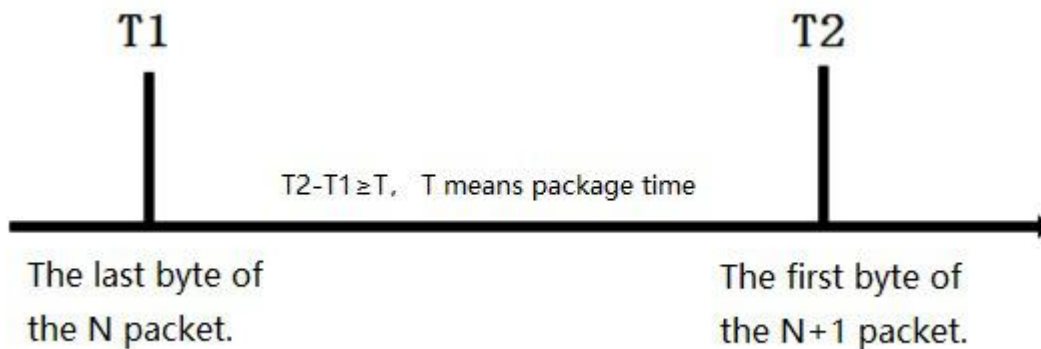 T1
T2
T2-T1≥T, T means package time
The last byte of
the N packet.
The first byte of
the N+1 packet.